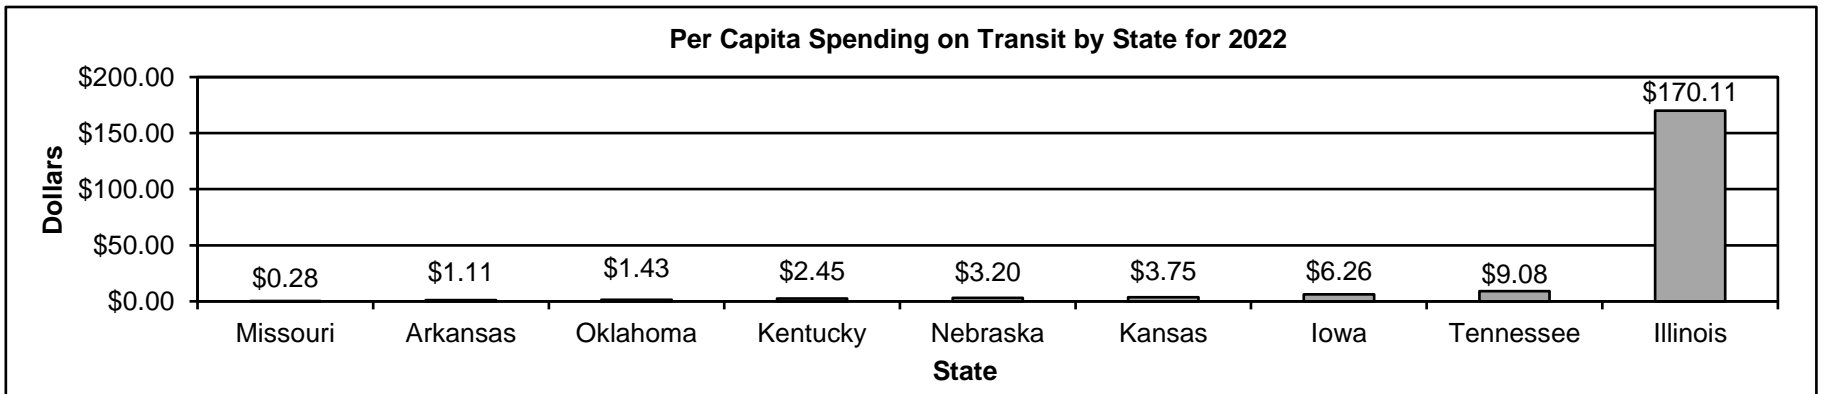 Per Capita Spending on Transit by State for 2022
$200.00
$150.00
$100.00
$50.00
$0.00
Dollars
$0.28
$1.11
$1.43
$2.45
$3.20
$3.75
$6.26
$9.08
$170.11
Missouri
Arkansas
Oklahoma
Kentucky
Nebraska
Kansas
Iowa
Tennessee
Illinois
State